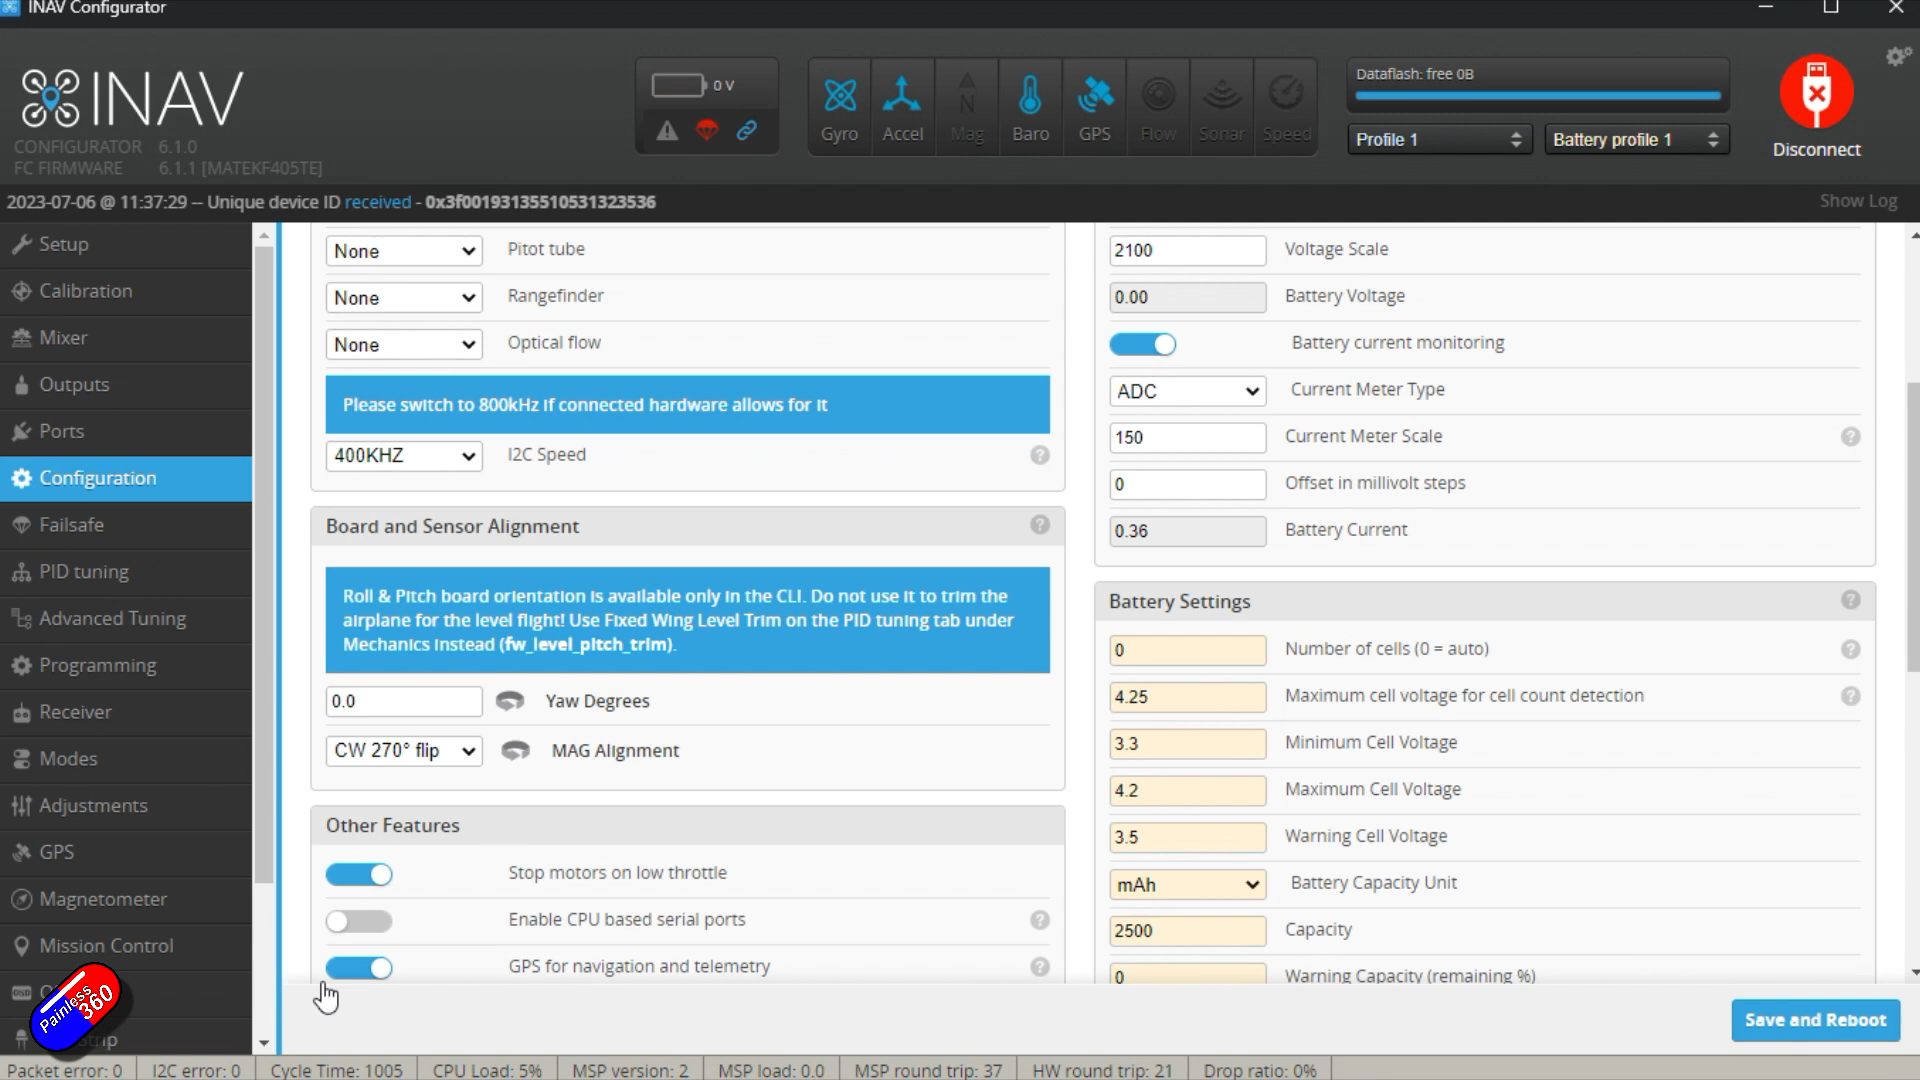 INAV Configurator
INAV
CONFIGURATOR 6.1.0
FC FIRMWARE 6.1.1 [MATEKF405TE]
0 V
Gyro
Accel
Mag
Baro
GPS
Flow
Sonar
Speed
Dataflash: free 0B
Profile 1
Battery profile 1
Disconnect
2023-07-06 @ 11:37:29 -- Unique device ID received - 0x3f00193135510531323536
Show Log
Setup
Calibration
Mixer
Outputs
Ports
Configuration
Failsafe
PID tuning
Advanced Tuning
Programming
Receiver
Modes
Adjustments
GPS
Magnetometer
Mission Control
Painless
360
None Pitot tube
None Rangefinder
None Optical flow
Please switch to 800kHz if connected hardware allows for it
400KHZ I2C Speed
Board and Sensor Alignment
Roll & Pitch board orientation is available only in the CLI. Do not use it to trim the
airplane for the level flight! Use Fixed Wing Level Trim on the PID tuning tab under
Mechanics instead (fw_level_pitch_trim).
0.0 Yaw Degrees
CW 270° flip MAG Alignment
Other Features
Stop motors on low throttle
Enable CPU based serial ports
GPS for navigation and telemetry
2100 Voltage Scale
0.00 Battery Voltage
Battery current monitoring
ADC Current Meter Type
150 Current Meter Scale
0 Offset in millivolt steps
0.36 Battery Current
Battery Settings
0 Number of cells (0 = auto)
4.25 Maximum cell voltage for cell count detection
3.3 Minimum Cell Voltage
4.2 Maximum Cell Voltage
3.5 Warning Cell Voltage
mAh Battery Capacity Unit
2500 Capacity
0 Warning Capacity (remaining %)
Save and Reboot
Packet error: 0 I2C error: 0 Cycle Time: 1005 CPU Load: 5% MSP version: 2 MSP load: 0.0 MSP round trip: 37 HW round trip: 21 Drop ratio: 0%